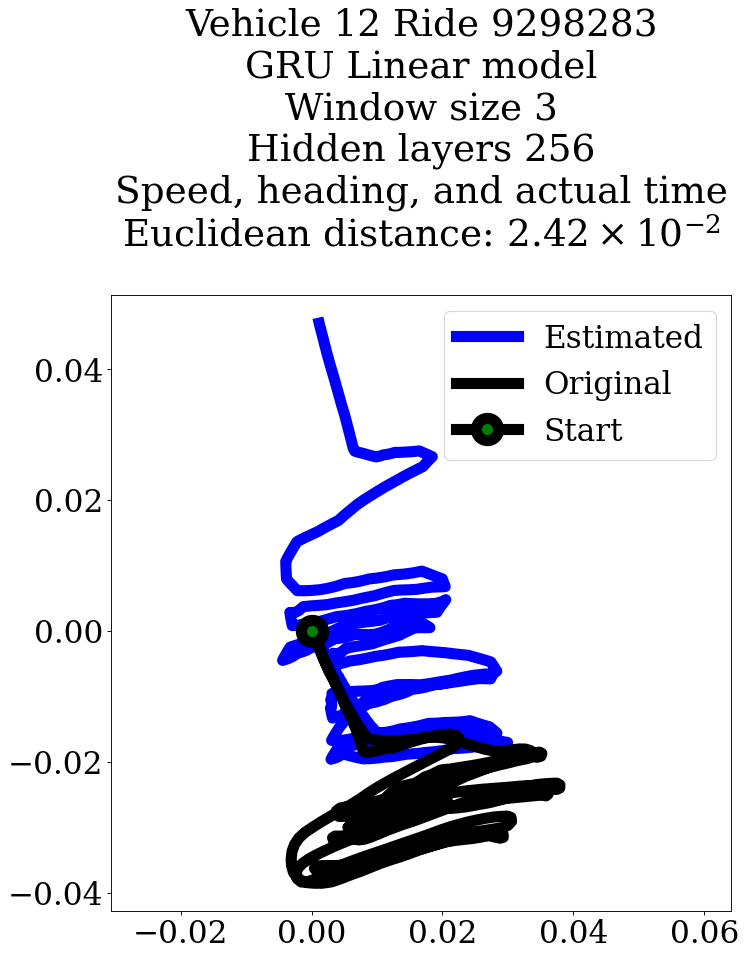 Vehicle 12 Ride 9298283
GRU Linear model
Window size 3
Hidden layers 256
Speed, heading, and actual time
Euclidean distance: 2.42 × 10⁻²
Estimated
Original
Start
0.04
0.02
0.00
−0.02
−0.04
−0.02 0.00 0.02 0.04 0.06